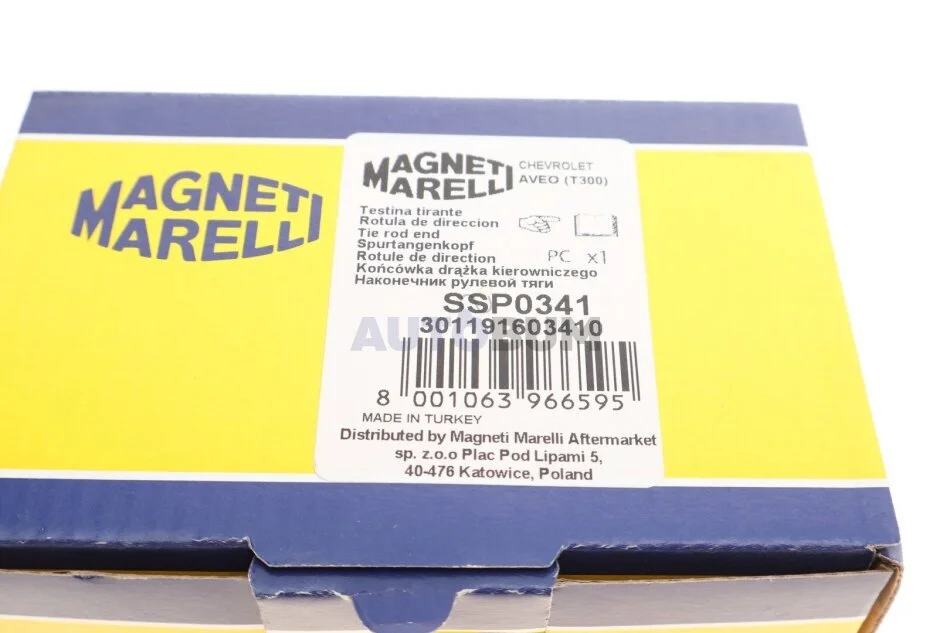 MAGNETI
MARELLI
MAGNETI
MARELLI
CHEVROLET
AVEO (T300)
Testina tirante
Rotula de direccion
Tie rod end
Spurtangenkopf
Rotule de direction
Końcówka drążka kierowniczego
Наконечник рулевой тяги
PC x1
SSP0341
301191603410
AUTOBUM
8 001063 966595
MADE IN TURKEY
Distributed by Magneti Marelli Aftermarket
sp. z.o.o Plac Pod Lipami 5,
40-476 Katowice, Poland